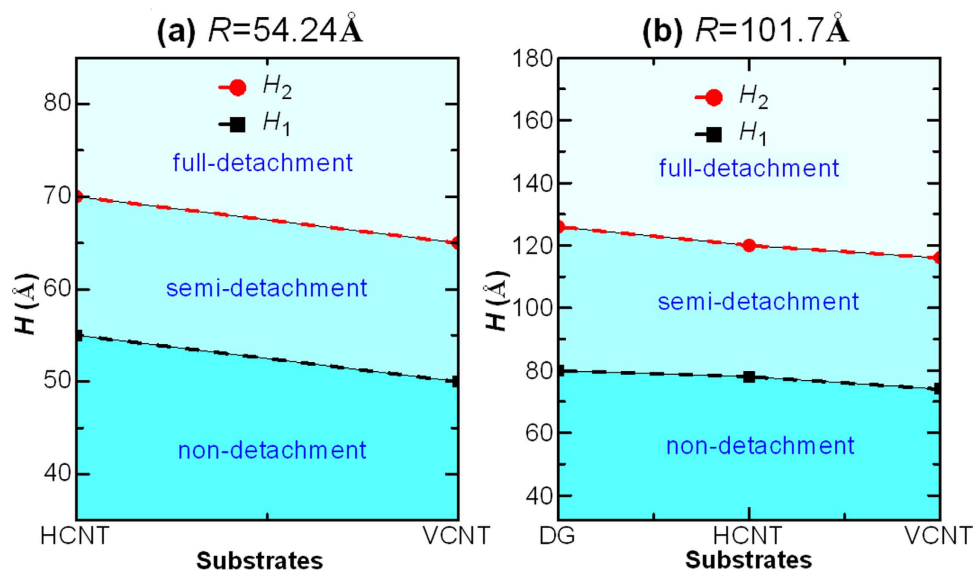 (a) R=54.24Å
H2
H1
full-detachment
semi-detachment
non-detachment
80
70
60
50
40
H (Å)
HCNT
VCNT
Substrates
(b) R=101.7Å
H2
H1
full-detachment
semi-detachment
non-detachment
180
160
140
120
100
80
60
40
H (Å)
DG
HCNT
VCNT
Substrates